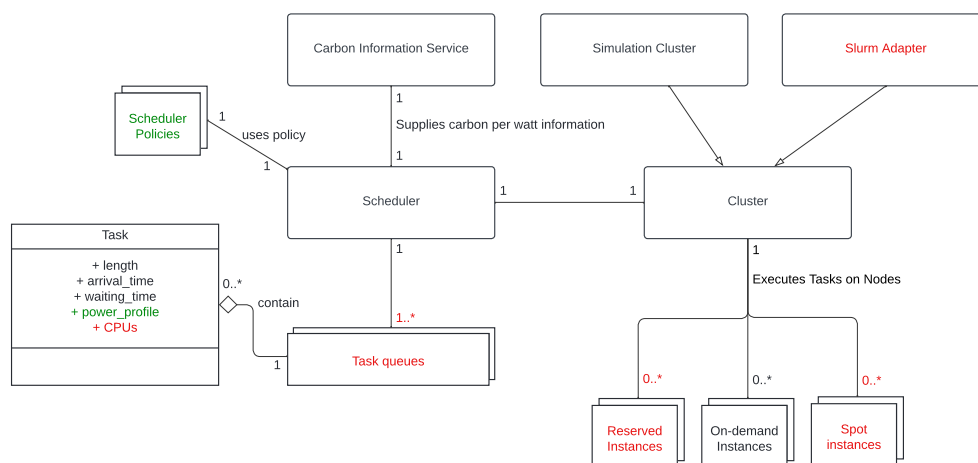 Carbon Information Service
Simulation Cluster
Slurm Adapter
1
Supplies carbon per watt information
1
Scheduler
Policies
1
uses policy
1
Scheduler
1
1
Cluster
1
1
Executes Tasks on Nodes
Task
+ length
+ arrival_time
+ waiting_time
+ power_profile
+ CPUs
0..*
contain
1
1..*
Task queues
0..*
0..*
0..*
Reserved
Instances
On-demand
Instances
Spot
instances